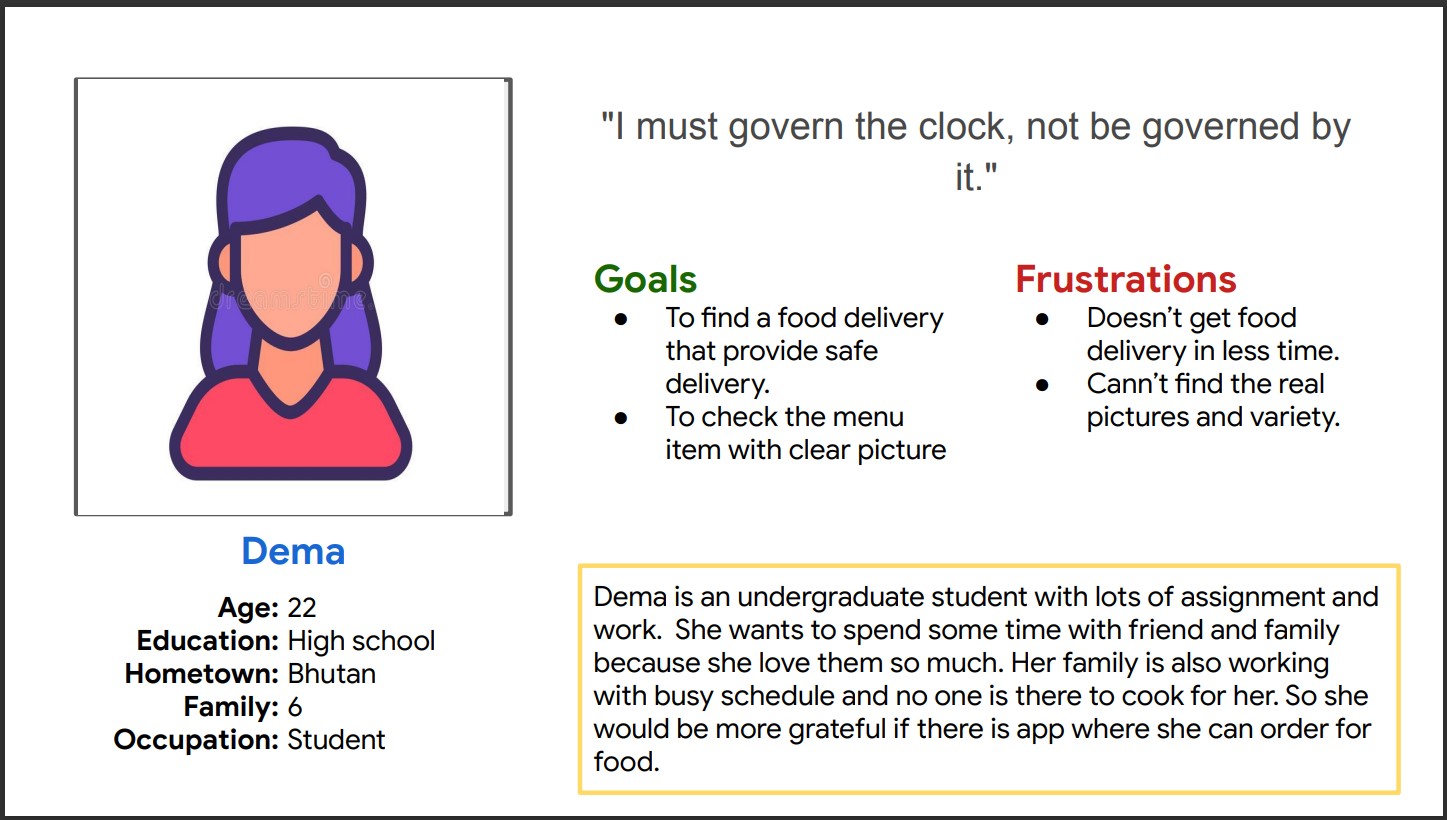 "I must govern the clock, not be governed by
it."
dreamstime.
Goals
● To find a food delivery
that provide safe
delivery.
● To check the menu
item with clear picture
Frustrations
● Doesn’t get food
delivery in less time.
● Cann’t find the real
pictures and variety.
Dema
Age: 22
Education: High school
Hometown: Bhutan
Family: 6
Occupation: Student
Dema is an undergraduate student with lots of assignment and
work.  She wants to spend some time with friend and family
because she love them so much. Her family is also working
with busy schedule and no one is there to cook for her. So she
would be more grateful if there is app where she can order for
food.